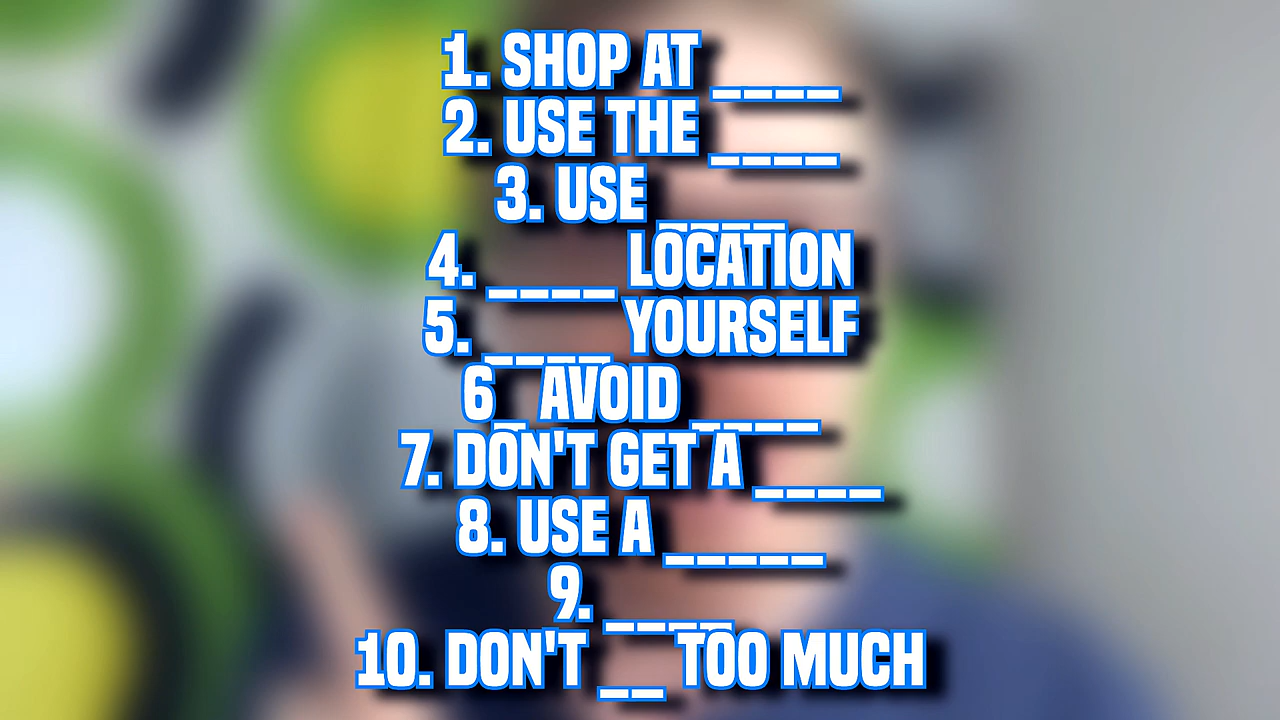 1. SHOP AT ____
2. USE THE ____
3. USE ____
4. ____ LOCATION
5. ____ YOURSELF
6_ AVOID ____
7. DON'T GET A ____
8. USE A _____
9. ____
10. DON'T __ TOO MUCH